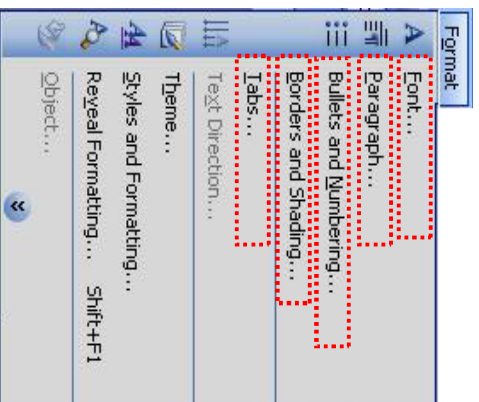 Format
Font...
Paragraph...
Bullets and Numbering...
Borders and Shading...
Tabs...
Text Direction...
Theme...
Styles and Formatting...
Reveal Formatting... Shift+F1
Object...